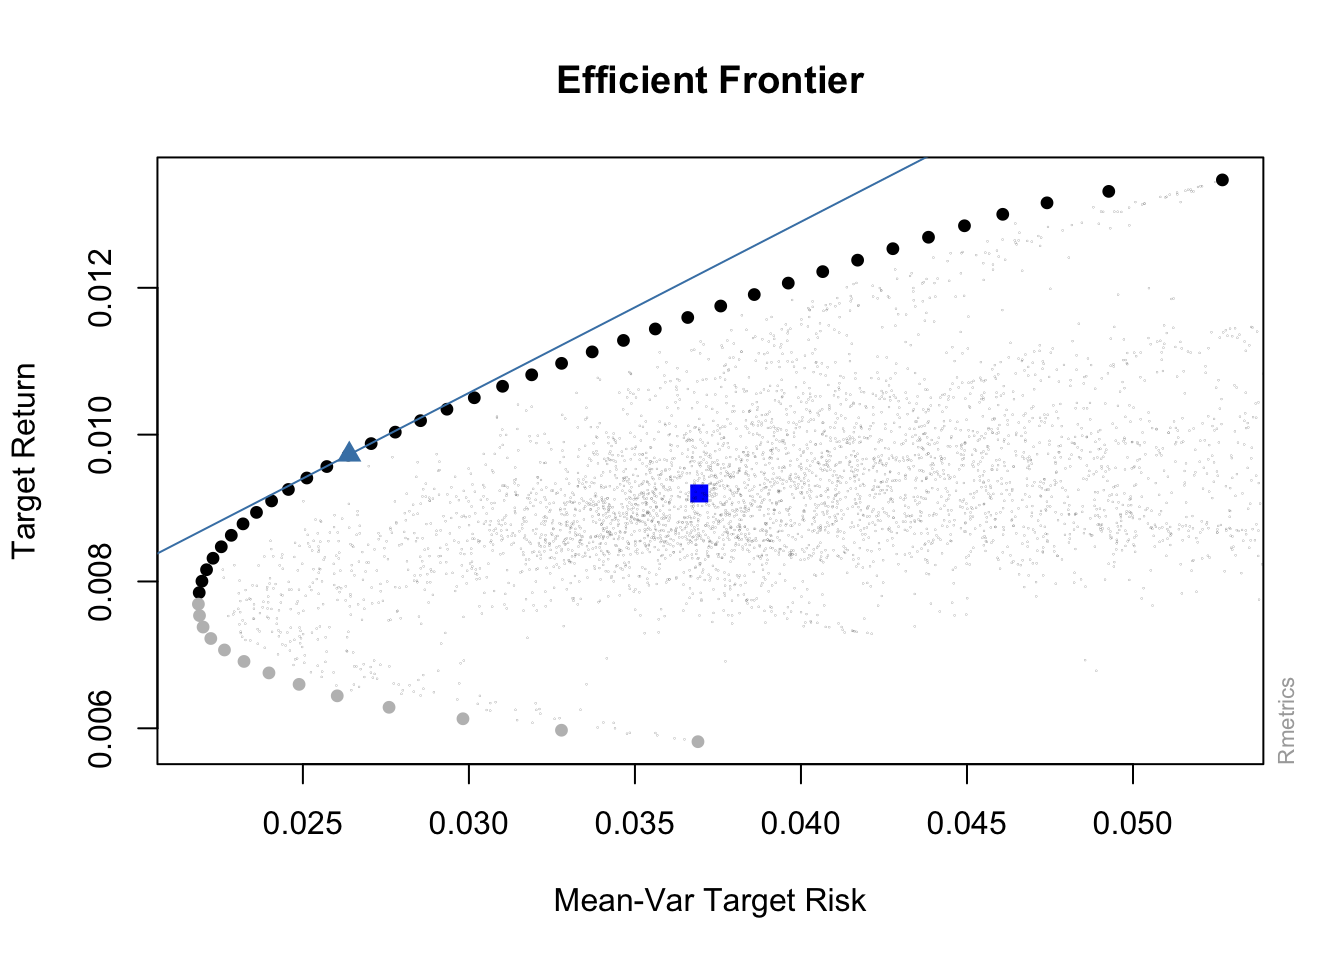 Efficient Frontier
Target Return
0.012
0.010
0.008
0.006
0.025 0.030 0.035 0.040 0.045 0.050
Mean-Var Target Risk
Rmetrics